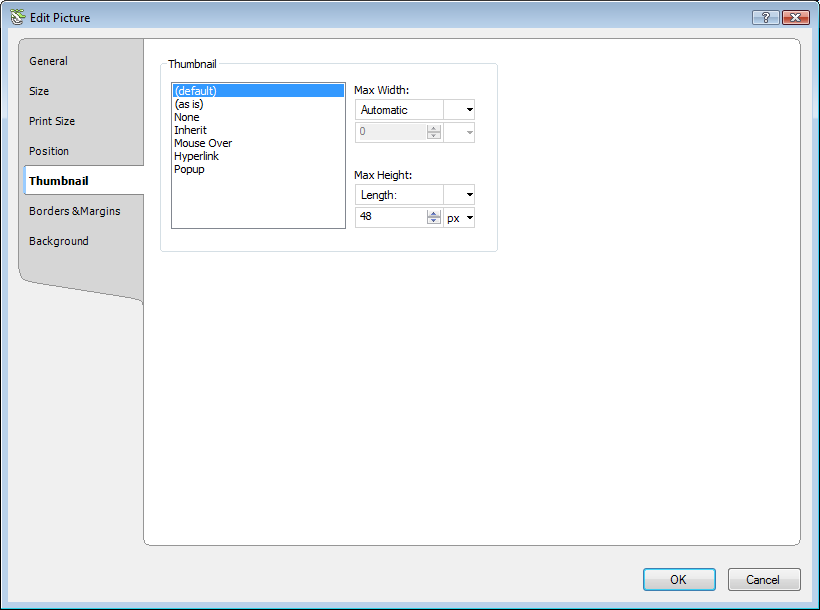 Edit Picture
?
General
Size
Print Size
Position
Thumbnail
Borders &Margins
Background
Thumbnail
(default)
(as is)
None
Inherit
Mouse Over
Hyperlink
Popup
Max Width:
Automatic
0
Max Height:
Length:
48 px
OK Cancel